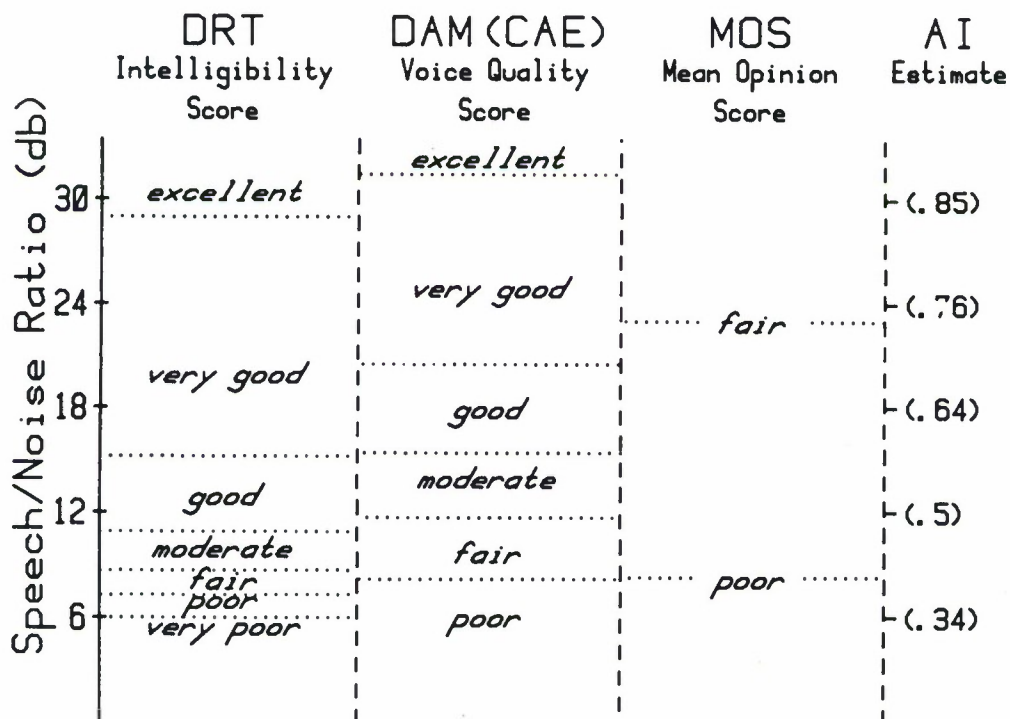 DRT
Intelligibility
Score
DAM (CAE)
Voice Quality
Score
MOS
Mean Opinion
Score
AI
Estimate
Speech/Noise Ratio (db)
30
24
18
12
6
excellent
very good
good
moderate
fair
poor
very poor
excellent
very good
good
moderate
fair
poor
fair
poor
(.85)
(.76)
(.64)
(.5)
(.34)